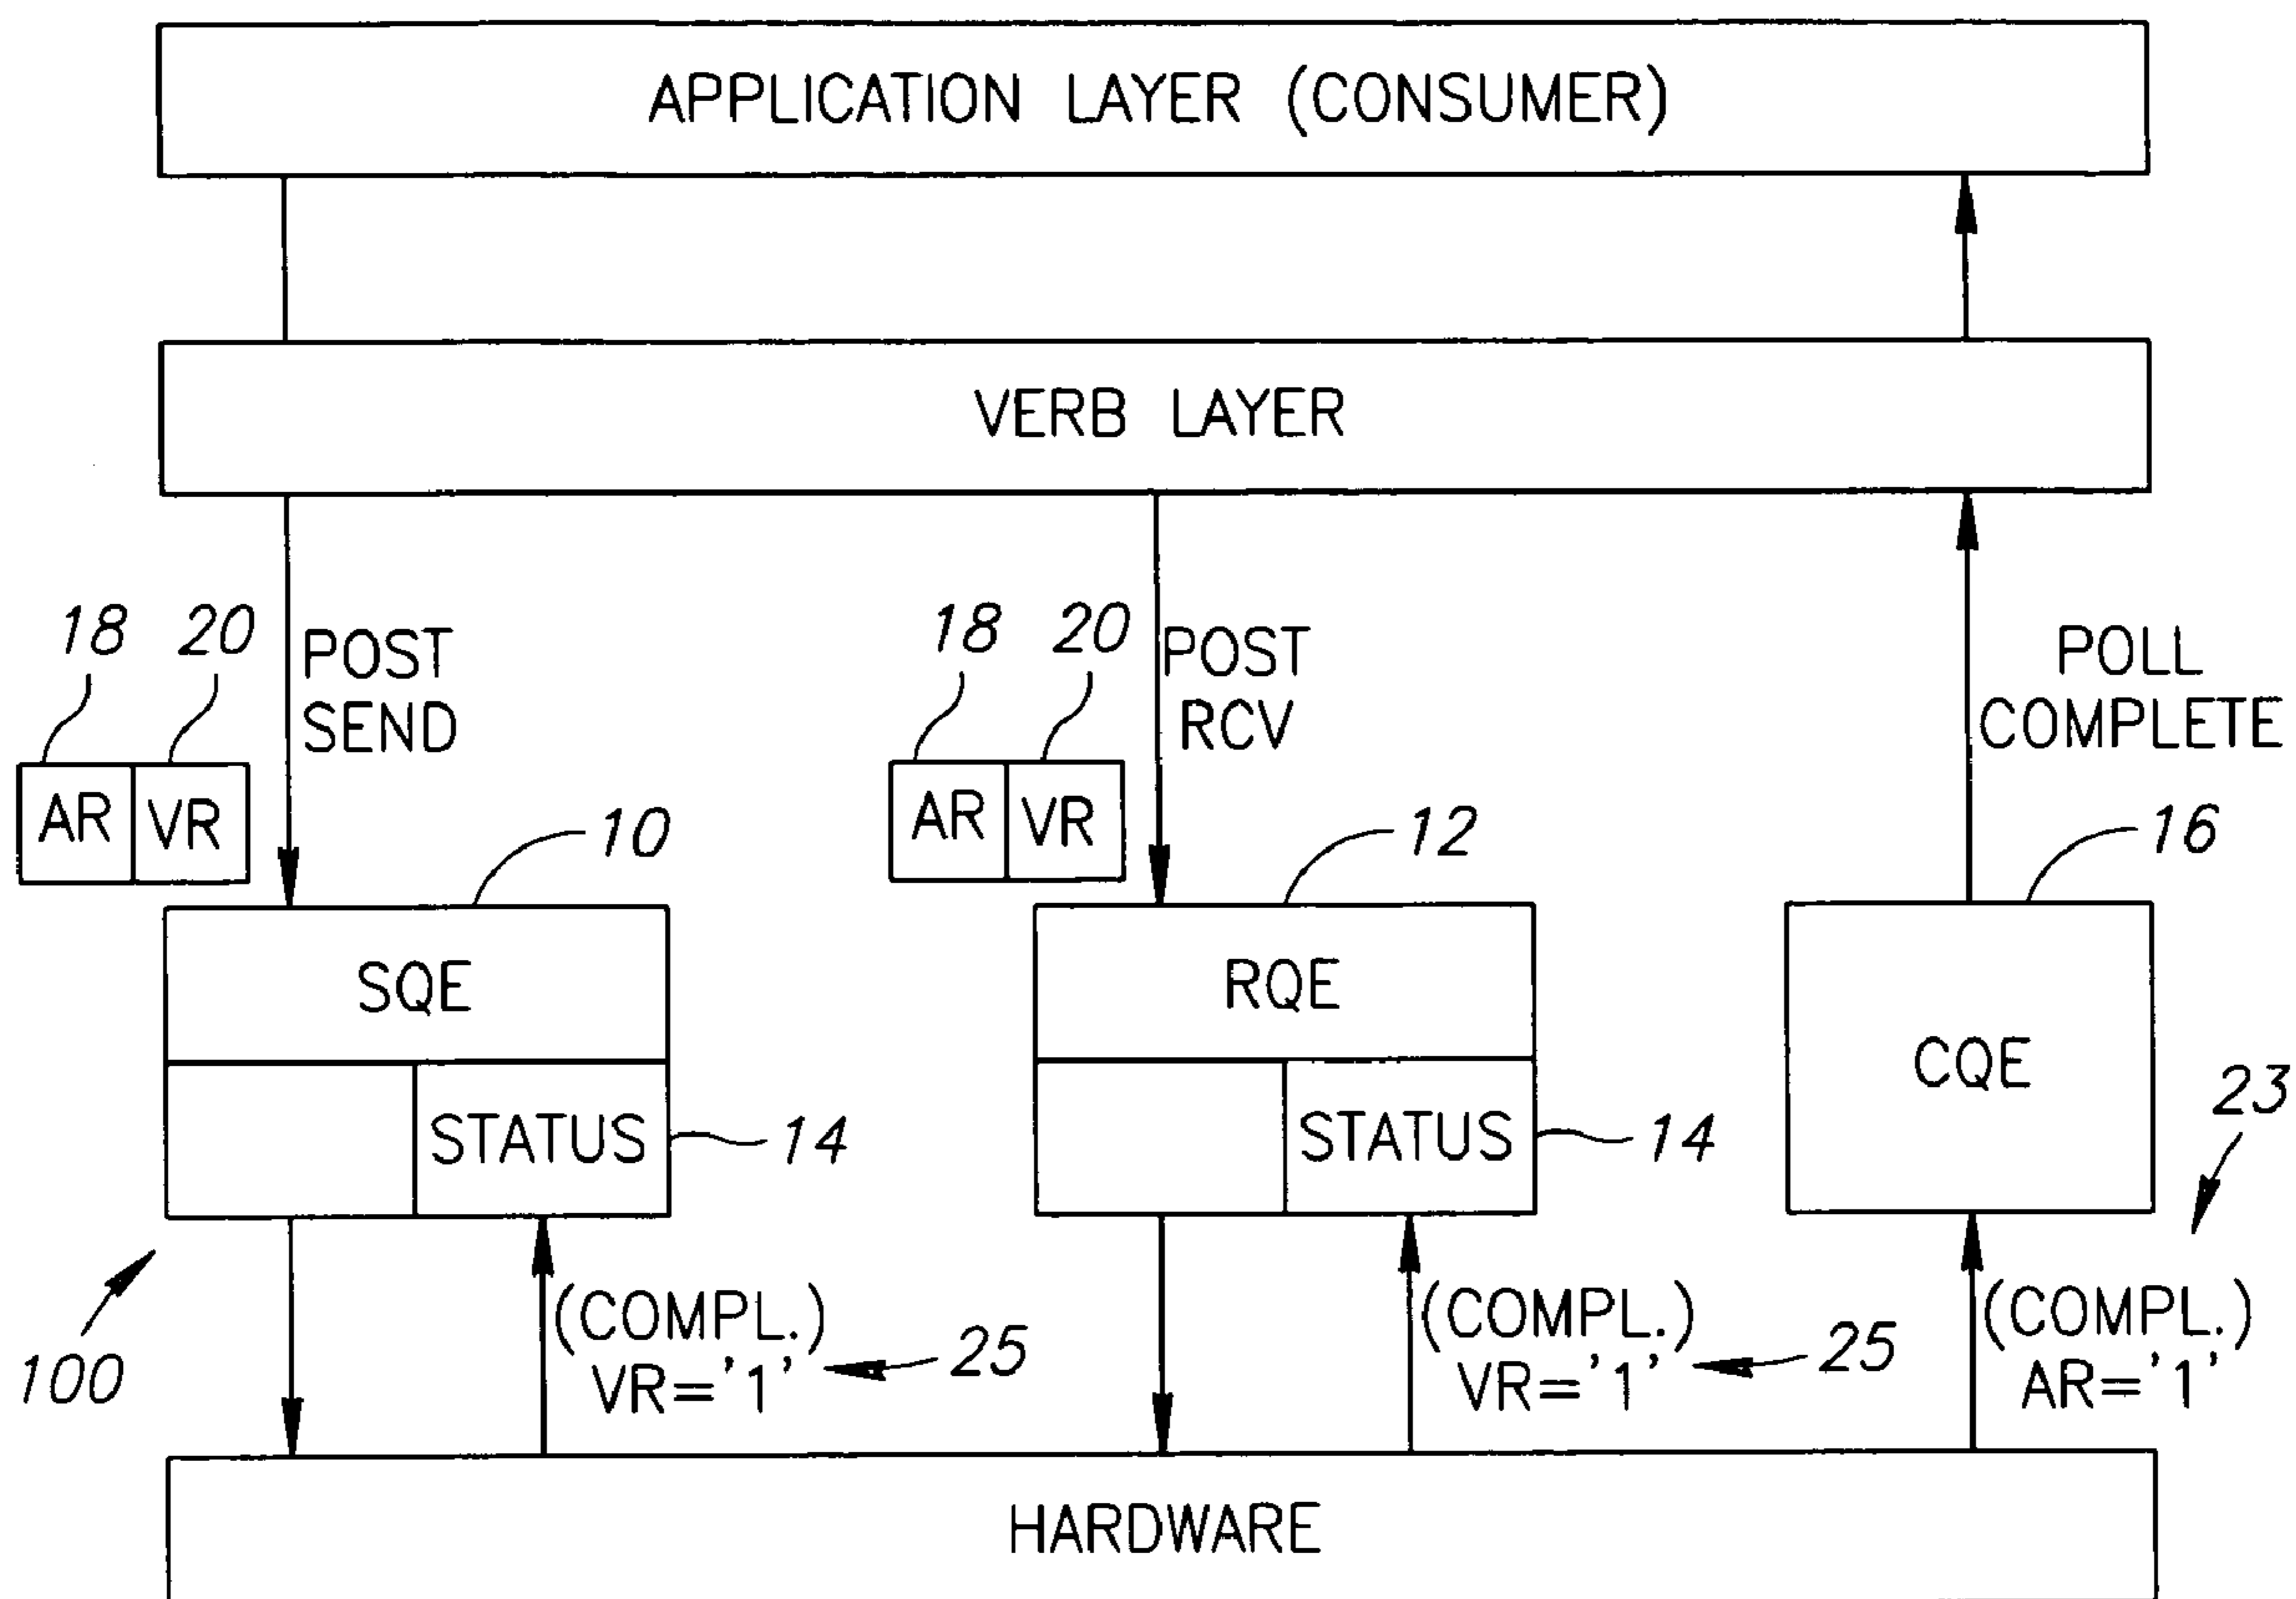 APPLICATION LAYER (CONSUMER)
VERB LAYER
18
20
POST
SEND
18
20
POST
RCV
POLL
COMPLETE
AR
VR
AR
VR
10
12
16
SQE
RQE
CQE
STATUS
14
STATUS
14
23
100
(COMPL.)
VR='1'
25
(COMPL.)
VR='1'
25
(COMPL.)
AR='1'
HARDWARE